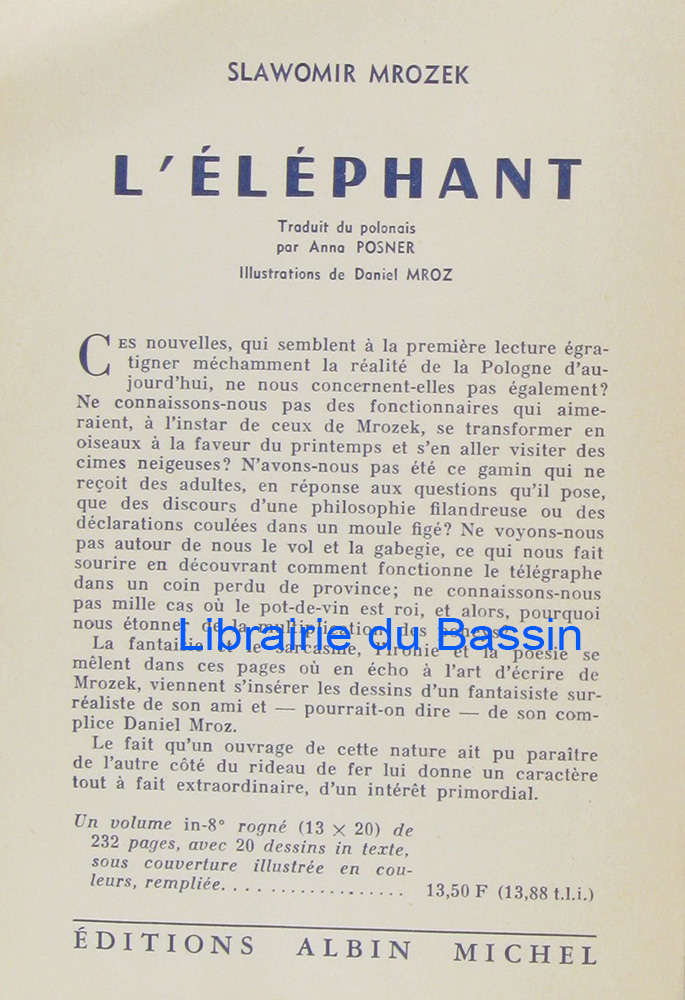 SLAWOMIR MROZEK
L'ÉLÉPHANT
Traduit du polonais
par Anna POSNER
Illustrations de Daniel MROZ
CES nouvelles, qui semblent à la première lecture égra-
tigner méchamment la réalité de la Pologne d'au-
jourd'hui, ne nous concernent-elles pas également?
Ne connaissons-nous pas des fonctionnaires qui aime-
raient, à l'instar de ceux de Mrozek, se transformer en
oiseaux à la faveur du printemps et s'en aller visiter des
cimes neigeuses? N'avons-nous pas été ce gamin qui ne
reçoit des adultes, en réponse aux questions qu'il pose,
que des discours d'une philosophie filandreuse ou des
déclarations coulées dans un moule figé? Ne voyons-nous
pas autour de nous le vol et la gabegie, ce qui nous fait
sourire en découvrant comment fonctionne le télégraphe
dans un coin perdu de province; ne connaissons-nous
pas mille cas où le pot-de-vin est roi, et alors, pourquoi
nous étonner de la multiplication des
Librairie du Bassin
La fantaisie et le sarcasme, l'ironie et la poésie se
mêlent dans ces pages où en écho à l'art d'écrire de
Mrozek, viennent s'insérer les dessins d'un fantaisiste sur-
réaliste de son ami et — pourrait-on dire — de son com-
plice Daniel Mroz.
Le fait qu'un ouvrage de cette nature ait pu paraître
de l'autre côté du rideau de fer lui donne un caractère
tout à fait extraordinaire, d'un intérêt primordial.
Un volume in-8° rogné (13 × 20) de
232 pages, avec 20 dessins in texte,
sous couverture illustrée en cou-
leurs, rempliée. . . . . . . . . . . . . . . . . . 13,50 F (13,88 t.l.i.)
ÉDITIONS ALBIN MICHEL